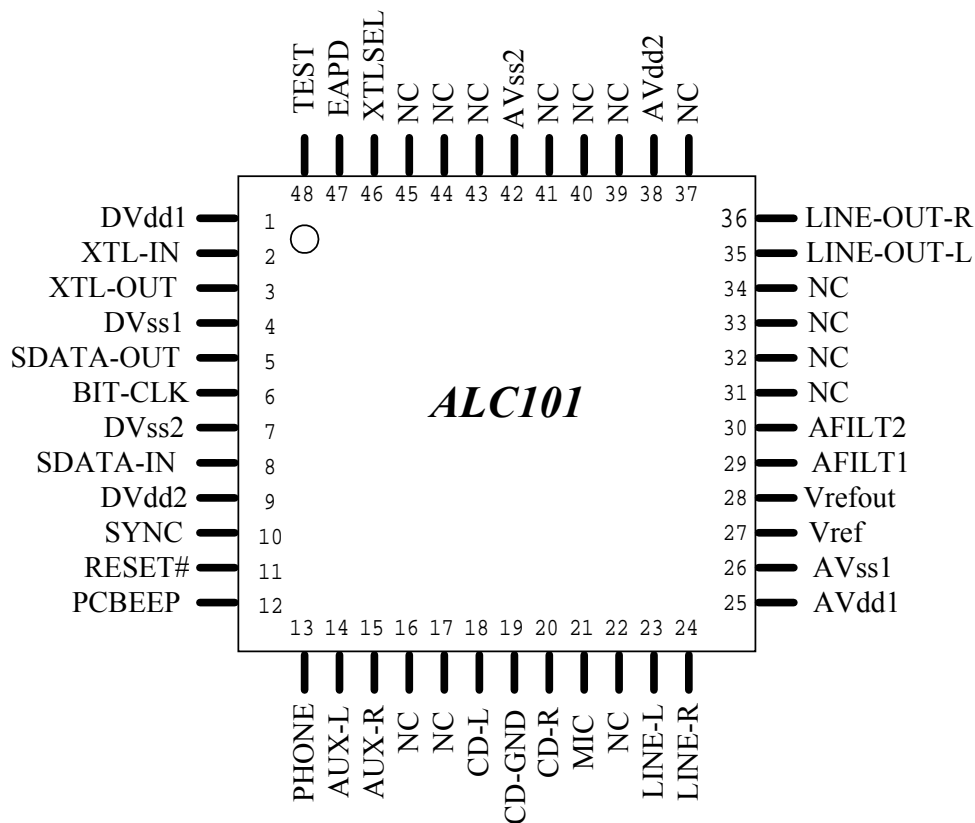 TEST
EAPD
XTLSEL
NC
NC
NC
AVss2
NC
NC
NC
AVdd2
NC
48 47 46 45 44 43 42 41 40 39 38 37
DVdd1 1
XTL-IN 2
XTL-OUT 3
DVss1 4
SDATA-OUT 5
BIT-CLK 6
DVss2 7
SDATA-IN 8
DVdd2 9
SYNC 10
RESET# 11
PCBEEP 12
ALC101
36 LINE-OUT-R
35 LINE-OUT-L
34 NC
33 NC
32 NC
31 NC
30 AFILT2
29 AFILT1
28 Vrefout
27 Vref
26 AVss1
25 AVdd1
13 14 15 16 17 18 19 20 21 22 23 24
PHONE
AUX-L
AUX-R
NC
NC
CD-L
CD-GND
CD-R
MIC
NC
LINE-L
LINE-R